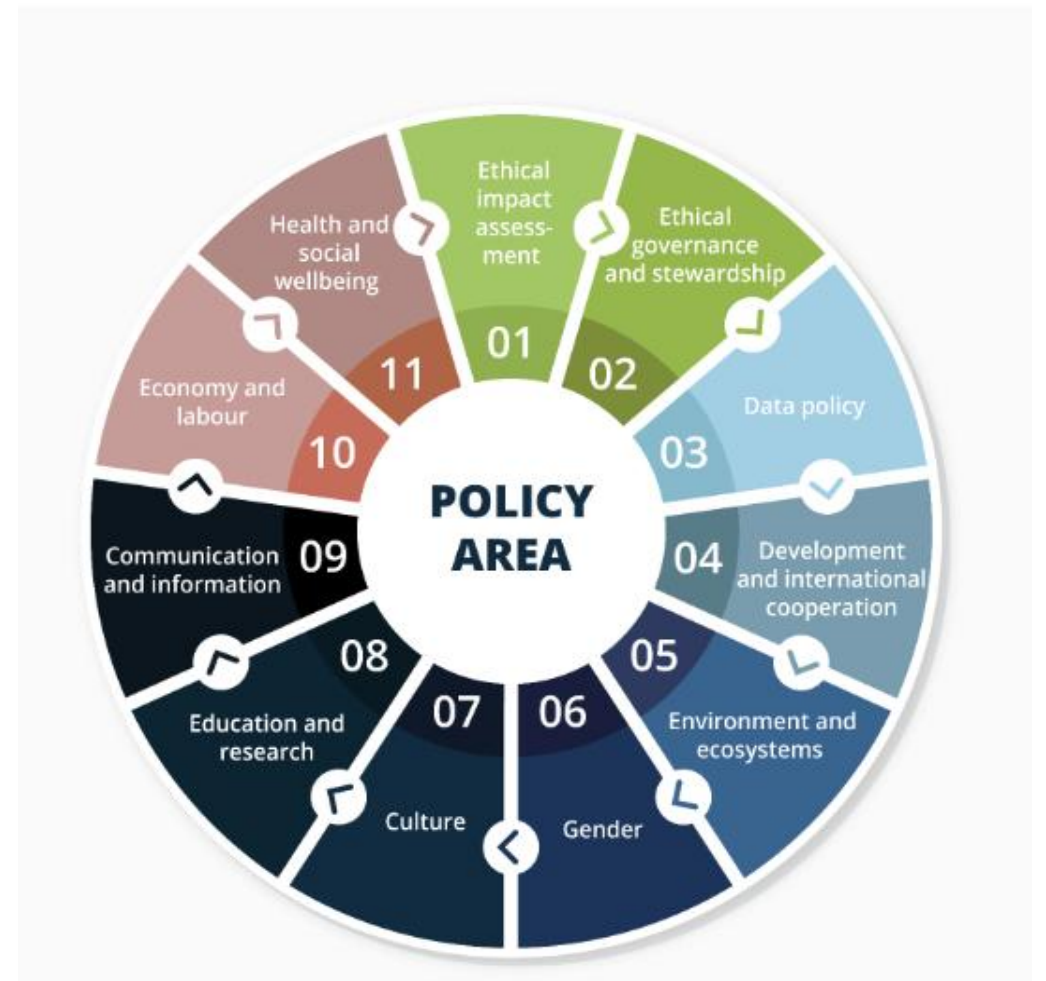 POLICY
AREA
01
Ethical
impact
assess-
ment
02
Ethical
governance
and stewardship
03
Data policy
04
Development
and international
cooperation
05
Environment and
ecosystems
06
Gender
07
Culture
08
Education and
research
09
Communication
and information
10
Economy and
labour
11
Health and
social
wellbeing